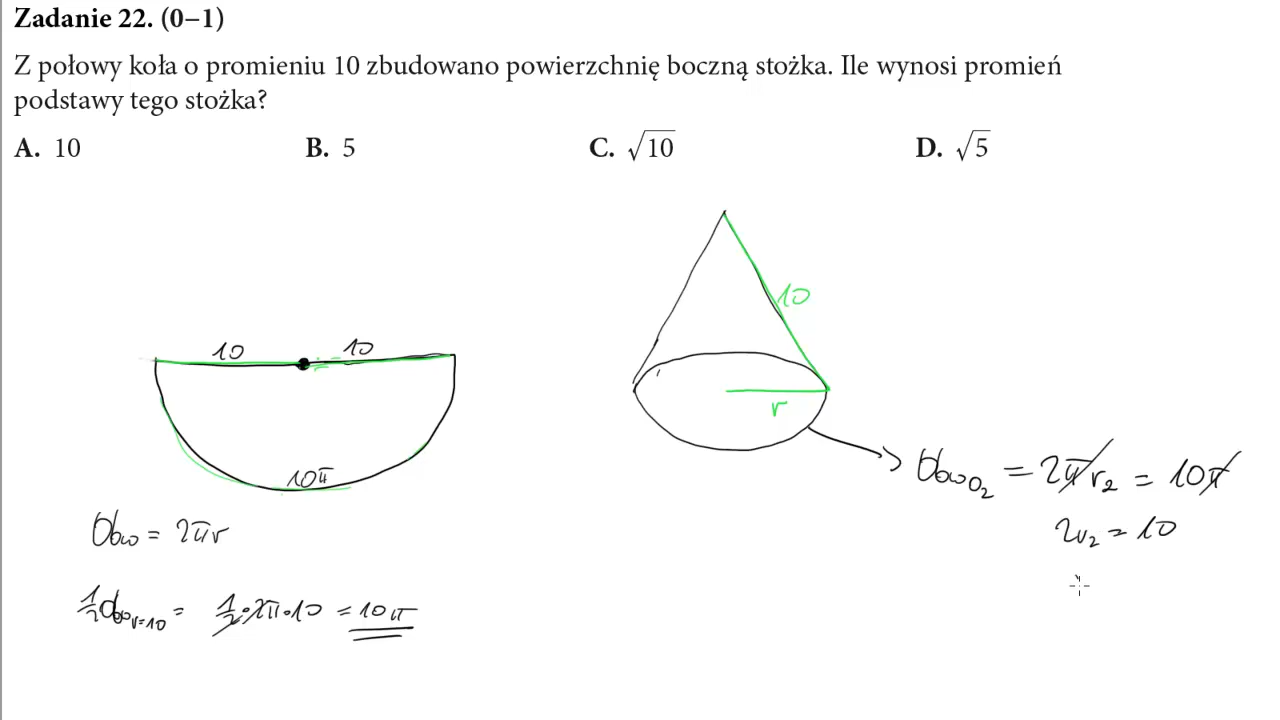 Zadanie 22. (0–1)
Z połowy koła o promieniu 10 zbudowano powierzchnię boczną stożka. Ile wynosi promień
podstawy tego stożka?
A. 10 B. 5 C. √10 D. √5
10
10 10
r
10π
Obw_O₂ = 2πr₂ = 10π
2r₂ = 10
Obw = 2πr
½Obw_r=10 = ½·2π·10 = 10π